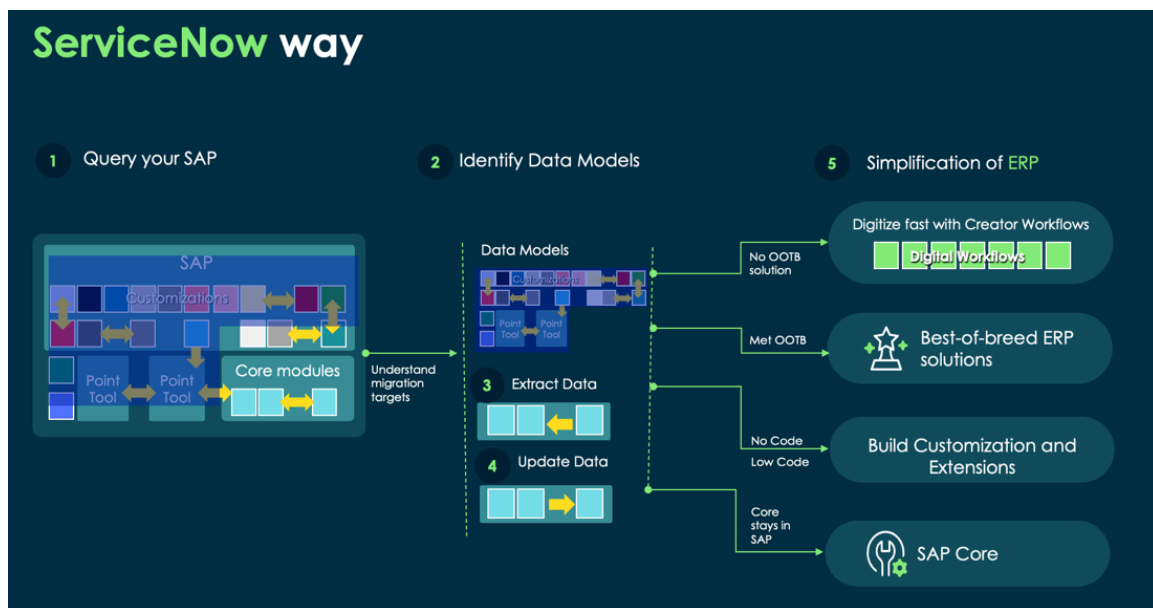 ServiceNow way
1 Query your SAP
SAP
Customizations
Point
Tool
Point
Tool
Core modules
Understand
migration
targets
2 Identify Data Models
Data Models
Customizations
Point
Tool
Point
Tool
3 Extract Data
4 Update Data
5 Simplification of ERP
No OOTB
solution
Digitize fast with Creator Workflows
Digital Workflows
Met OOTB
Best-of-breed ERP
solutions
No Code
Low Code
Build Customization and
Extensions
Core
stays in
SAP
SAP Core